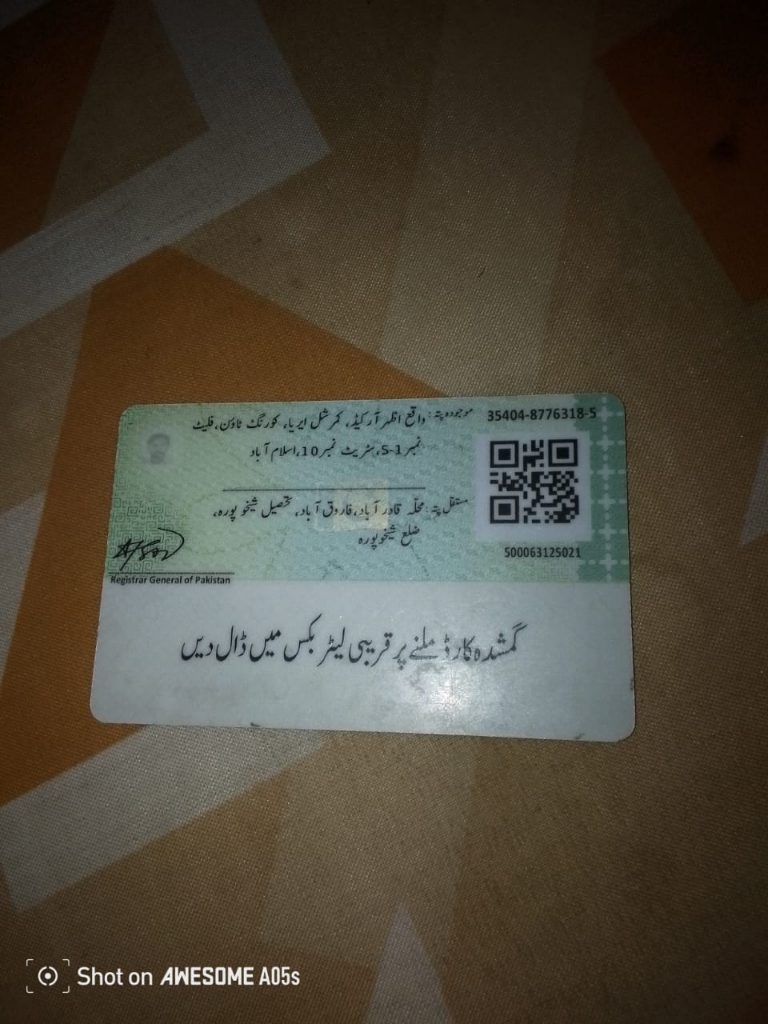 35404-8776318-5
موجودہ پتہ: واقع اظہر آرکیڈ، کمرشل ایریا، کورنگ ٹاؤن، فلیٹ
نمبر S-1، سٹریٹ نمبر 10، اسلام آباد
مستقل پتہ: محلہ قادر آباد، فاروق آباد، تحصیل شیخوپورہ،
ضلع شیخوپورہ
500063125021
Registrar General of Pakistan
گمشدہ کارڈ ملنے پر قریبی لیٹر بکس میں ڈال دیں
Shot on AWESOME A05s